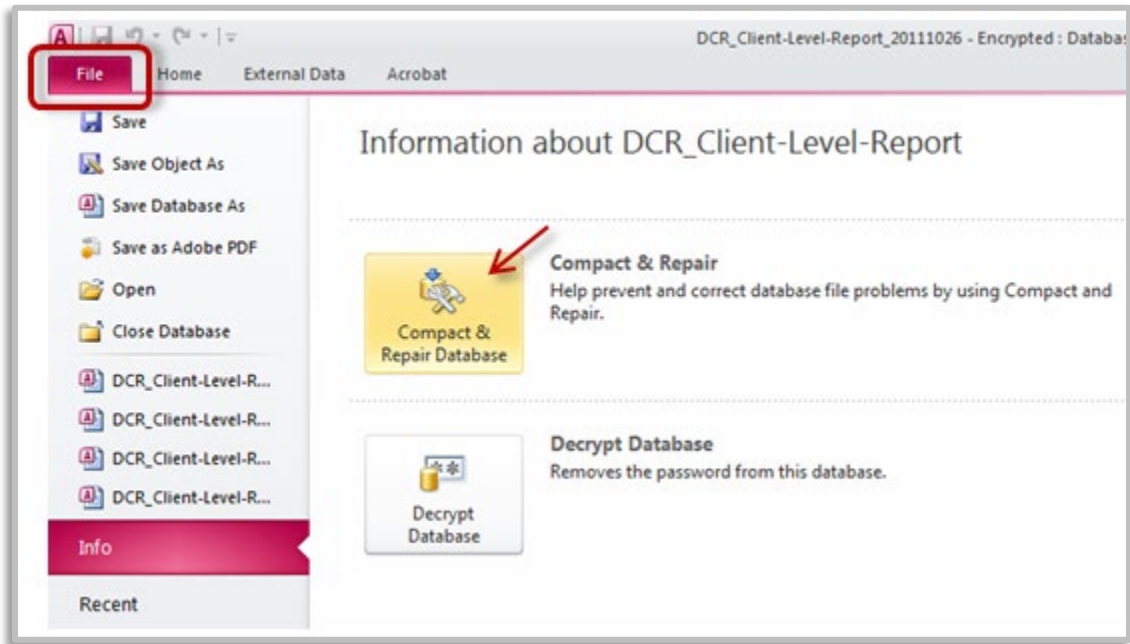 DCR_Client-Level-Report_20111026 - Encrypted : Databas
File Home External Data Acrobat
Save
Save Object As
Save Database As
Save as Adobe PDF
Open
Close Database
DCR_Client-Level-R...
DCR_Client-Level-R...
DCR_Client-Level-R...
DCR_Client-Level-R...
Info
Recent
Information about DCR_Client-Level-Report
Compact &
Repair Database
Compact & Repair
Help prevent and correct database file problems by using Compact and
Repair.
Decrypt
Database
Decrypt Database
Removes the password from this database.